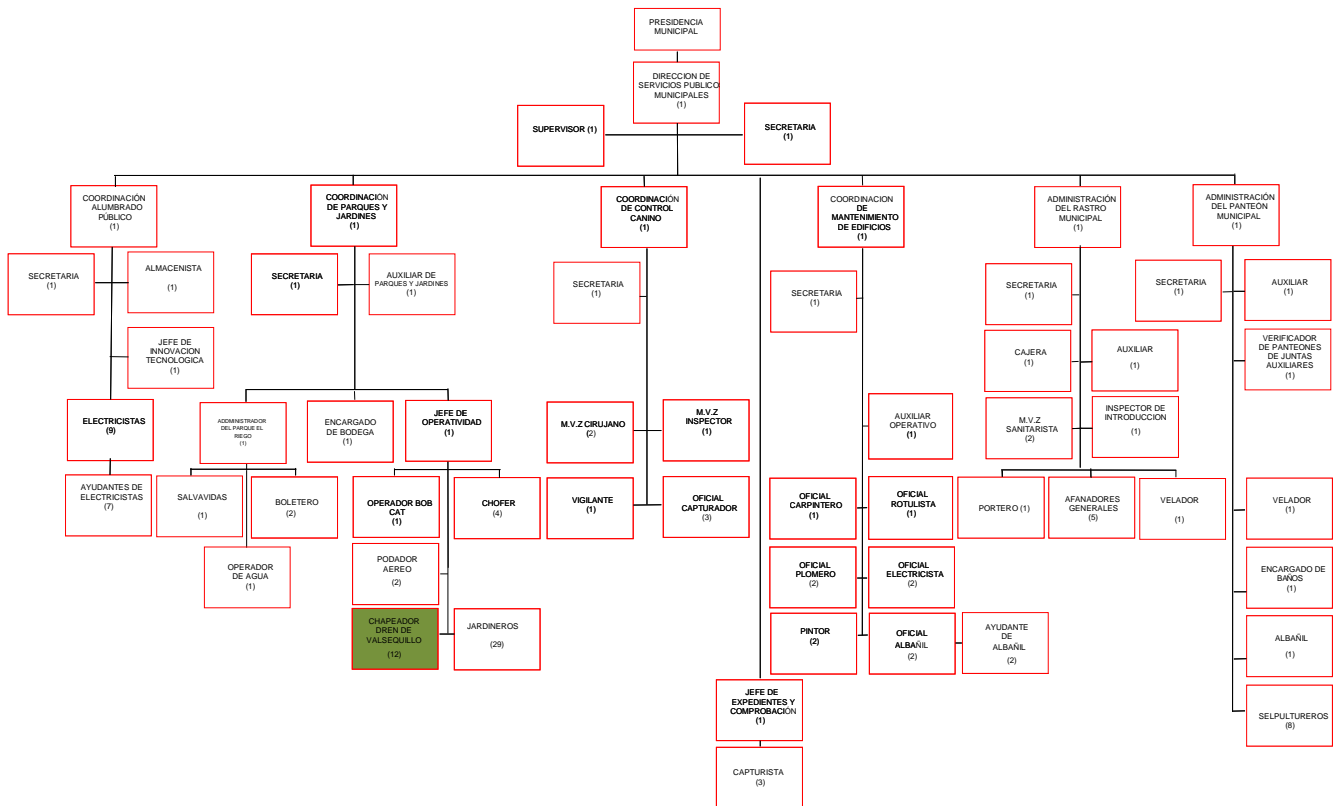 PRESIDENCIA
MUNICIPAL
DIRECCION DE
SERVICIOS PUBLICO
MUNICIPALES
(1)
SUPERVISOR (1)
SECRETARIA
(1)
COORDINACIÓN
ALUMBRADO
PÚBLICO
(1)
SECRETARIA
(1)
ALMACENISTA
(1)
JEFE DE
INNOVACION
TECNOLOGICA
(1)
ELECTRICISTAS
(9)
AYUDANTES DE
ELECTRICISTAS
(7)
COORDINACIÓN
DE PARQUES Y
JARDINES
(1)
SECRETARIA
(1)
AUXILIAR DE
PARQUES Y JARDINES
(1)
ADDMINISTRADOR
DEL PARQUE EL
RIEGO
(1)
SALVAVIDAS
(1)
BOLETERO
(2)
OPERADOR
DE AGUA
(1)
ENCARGADO
DE BODEGA
(1)
JEFE DE
OPERATIVIDAD
(1)
OPERADOR BOB
CAT
(1)
CHOFER
(4)
PODADOR
AEREO
(2)
CHAPEADOR
DREN DE
VALSEQUILLO
(12)
JARDINEROS
(29)
COORDINACIÓN
DE CONTROL
CANINO
(1)
SECRETARIA
(1)
M.V.Z CIRUJANO
(2)
M.V.Z
INSPECTOR
(1)
VIGILANTE
(1)
OFICIAL
CAPTURADOR
(3)
JEFE DE
EXPEDIENTES Y
COMPROBACIÓN
(1)
CAPTURISTA
(3)
COORDINACION
DE
MANTENIMIENTO
DE EDIFICIOS
(1)
SECRETARIA
(1)
AUXILIAR
OPERATIVO
(1)
OFICIAL
CARPINTERO
(1)
OFICIAL
ROTULISTA
(1)
OFICIAL
PLOMERO
(2)
OFICIAL
ELECTRICISTA
(2)
PINTOR
(2)
OFICIAL
ALBAÑIL
(2)
AYUDANTE
DE
ALBAÑIL
(2)
ADMINISTRACIÓN
DEL RASTRO
MUNICIPAL
(1)
SECRETARIA
(1)
CAJERA
(1)
AUXILIAR
(1)
M.V.Z
SANITARISTA
(2)
INSPECTOR DE
INTRODUCCION
(1)
PORTERO (1)
AFANADORES
GENERALES
(5)
VELADOR
(1)
ADMINISTRACIÓN
DEL PANTEÓN
MUNICIPAL
(1)
SECRETARIA
(1)
AUXILIAR
(1)
VERIFICADOR
DE PANTEONES
DE JUNTAS
AUXILIARES
(1)
VELADOR
(1)
ENCARGADO DE
BAÑOS
(1)
ALBAÑIL
(1)
SELPULTUREROS
(8)